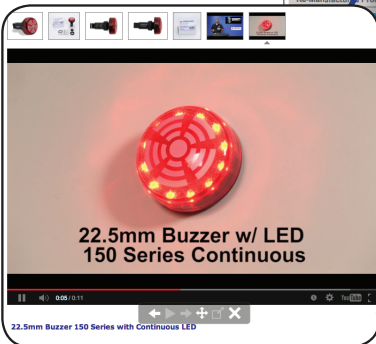 22.5mm Buzzer w/ LED
150 Series Continuous
0:05 / 0:11
YouTube
22.5mm Buzzer 150 Series with Continuous LED